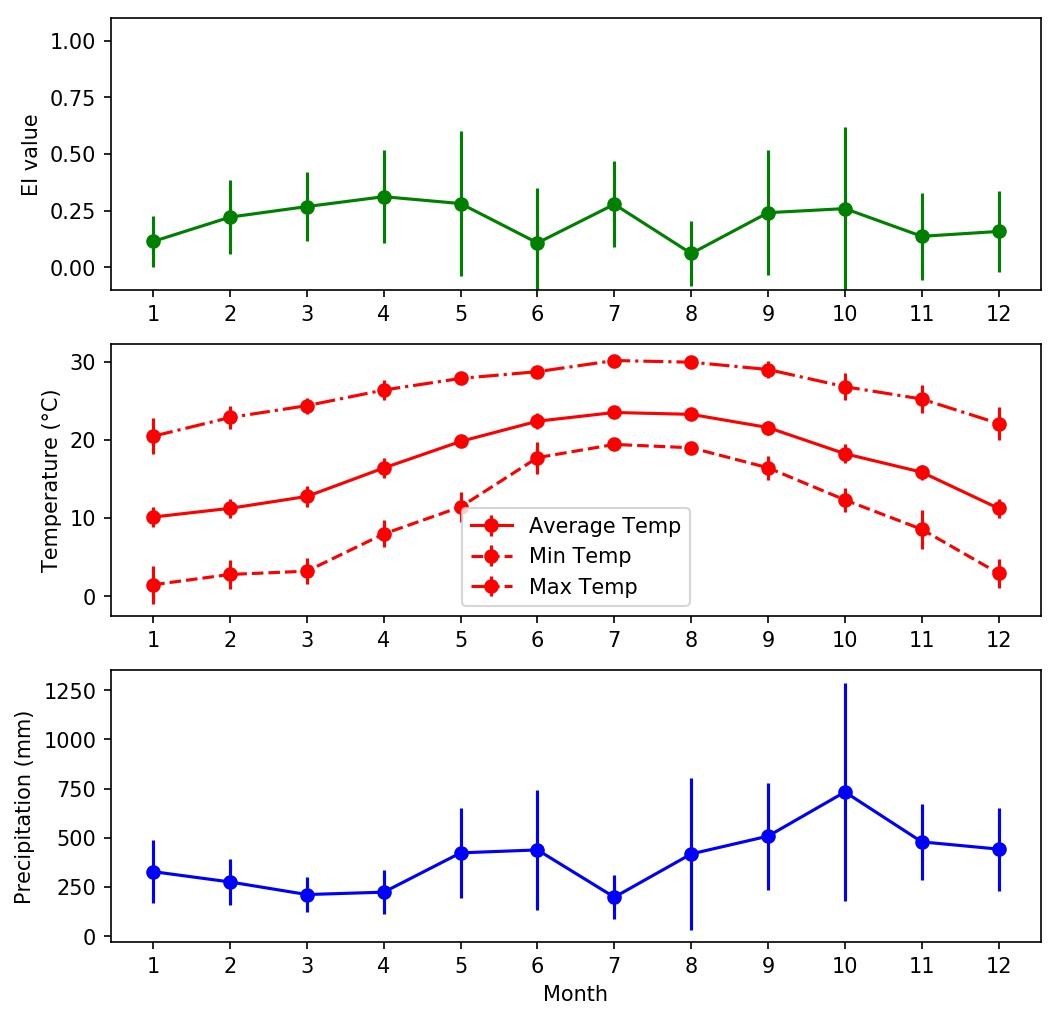 EI value
1.00
0.75
0.50
0.25
0.00
1 2 3 4 5 6 7 8 9 10 11 12
Temperature (°C)
30
20
10
0
Average Temp
Min Temp
Max Temp
1 2 3 4 5 6 7 8 9 10 11 12
Precipitation (mm)
1250
1000
750
500
250
0
1 2 3 4 5 6 7 8 9 10 11 12
Month